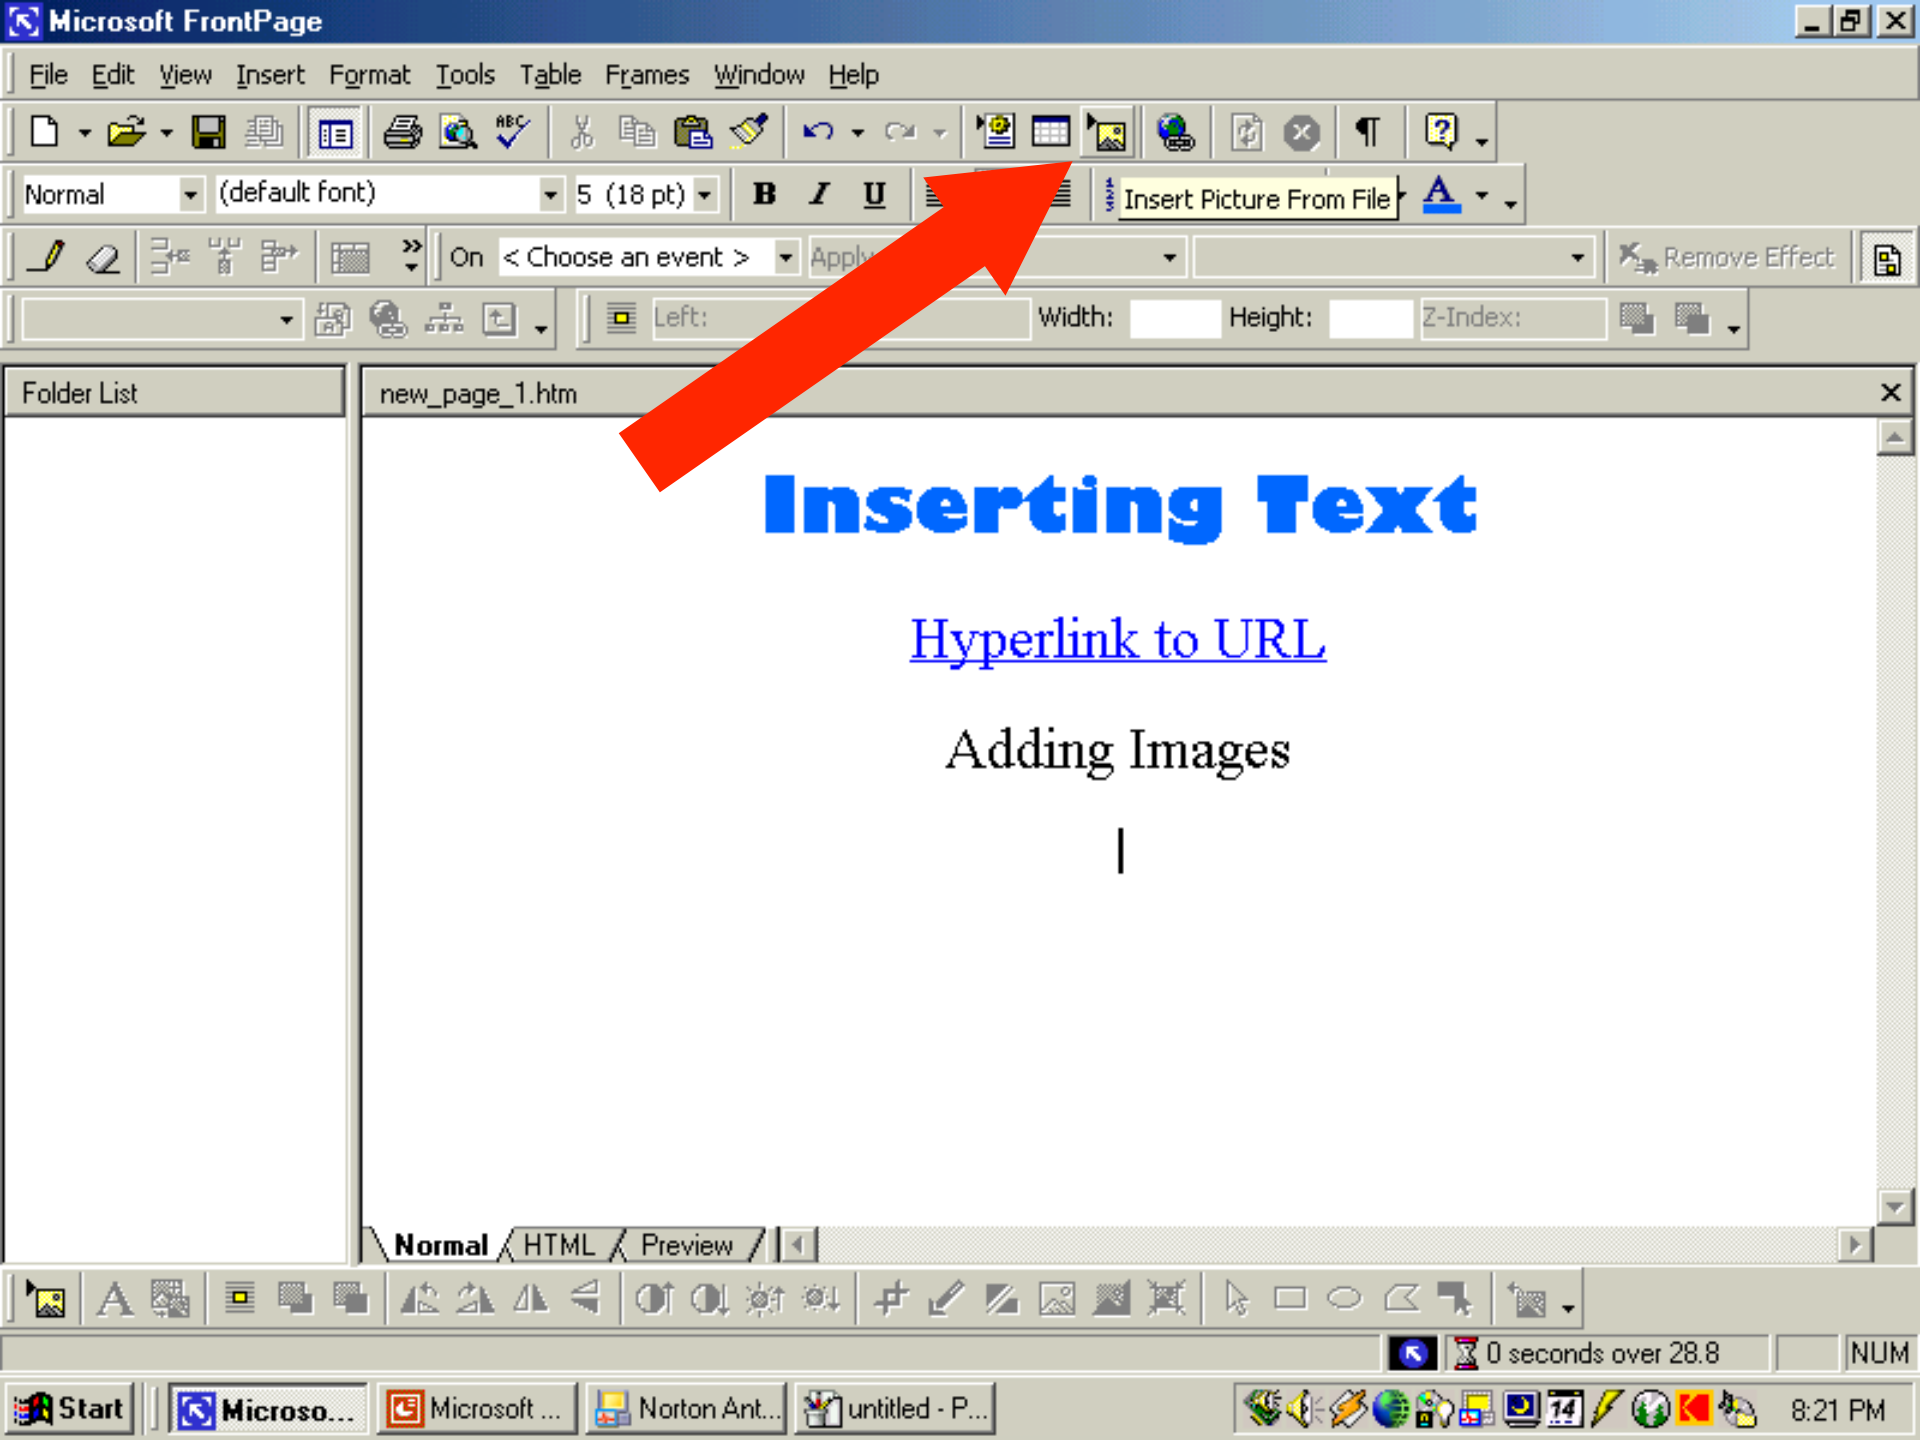 Microsoft FrontPage
File Edit View Insert Format Tools Table Frames Window Help
ABC
Normal (default font) 5 (18 pt) B I U Insert Picture From File A
On < Choose an event > Apply Remove Effect
Left: Width: Height: Z-Index:
Folder List new_page_1.htm
Inserting Text
Hyperlink to URL
Adding Images
Normal HTML Preview
A
0 seconds over 28.8 NUM
Start Microso... Microsoft ... Norton Ant... untitled - P... 14 8:21 PM